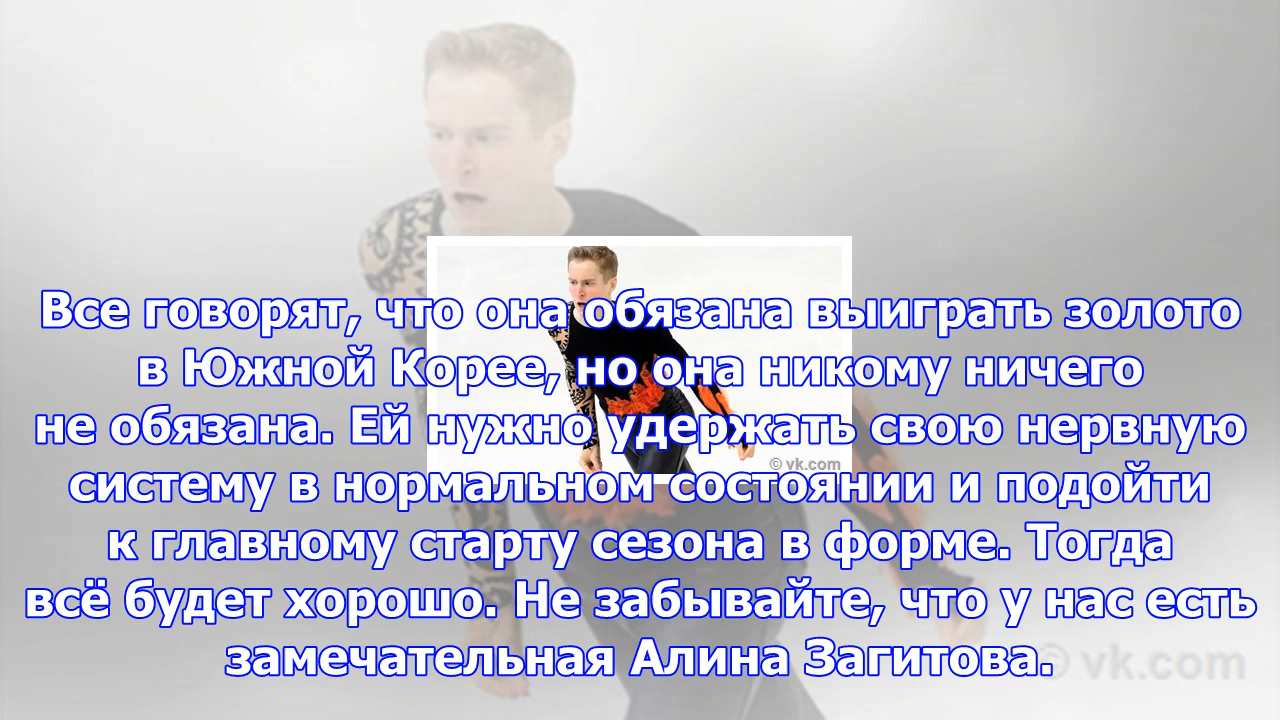 Все говорят, что она обязана выиграть золото
в Южной Корее, но она никому ничего
не обязана. Ей нужно удержать свою нервную
систему в нормальном состоянии и подойти
к главному старту сезона в форме. Тогда
всё будет хорошо. Не забывайте, что у нас есть
замечательная Алина Загитова.
© vk.com
© vk.com